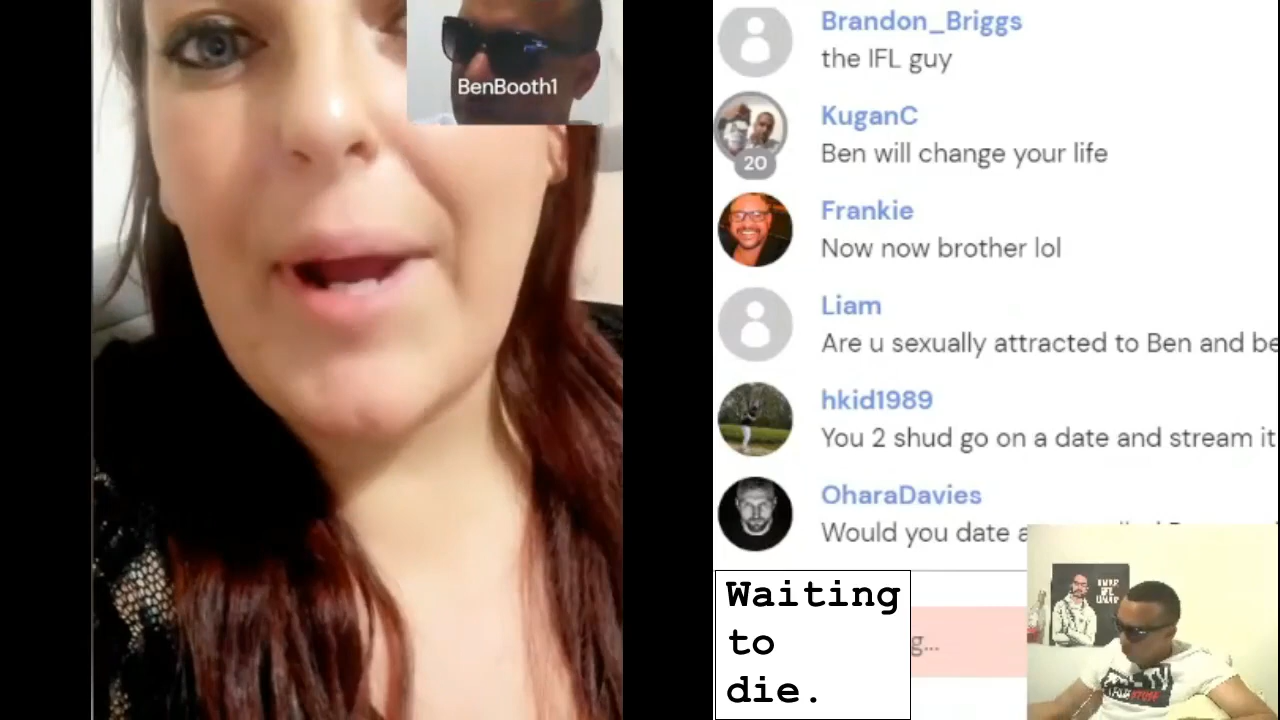 BenBooth1
Brandon_Briggs
the IFL guy
KuganC
20
Ben will change your life
Frankie
Now now brother lol
Liam
Are u sexually attracted to Ben and be
hkid1989
You 2 shud go on a date and stream it
OharaDavies
Would you date a
Waiting
to
die.
g...